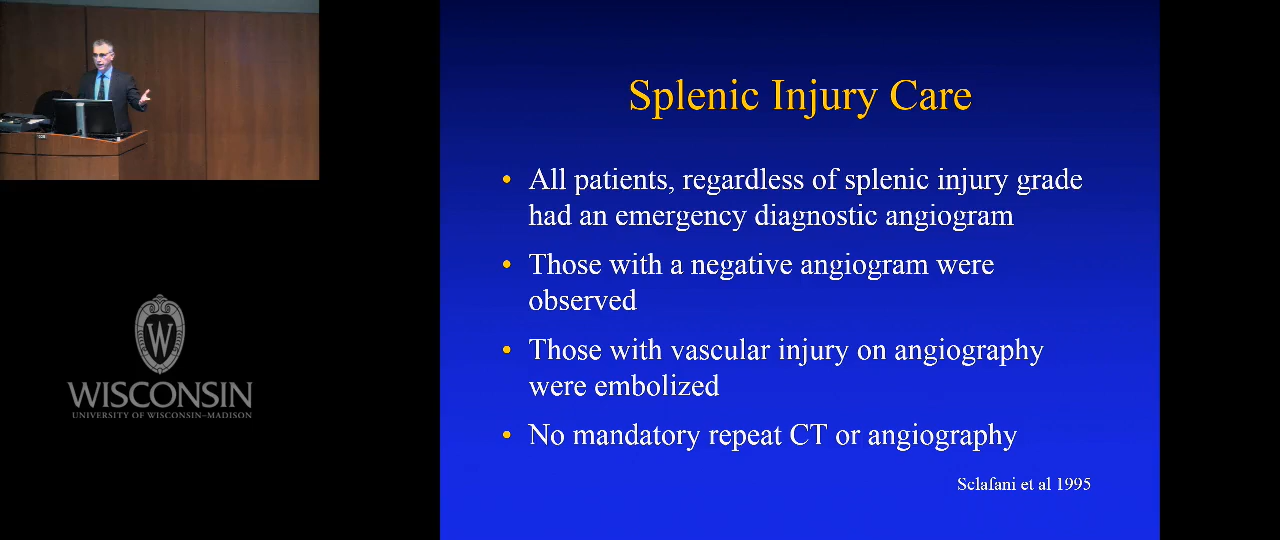 Splenic Injury Care
• All patients, regardless of splenic injury grade
had an emergency diagnostic angiogram
• Those with a negative angiogram were
observed
• Those with vascular injury on angiography
were embolized
• No mandatory repeat CT or angiography
Sclafani et al 1995
W
WISCONSIN
UNIVERSITY OF WISCONSIN–MADISON